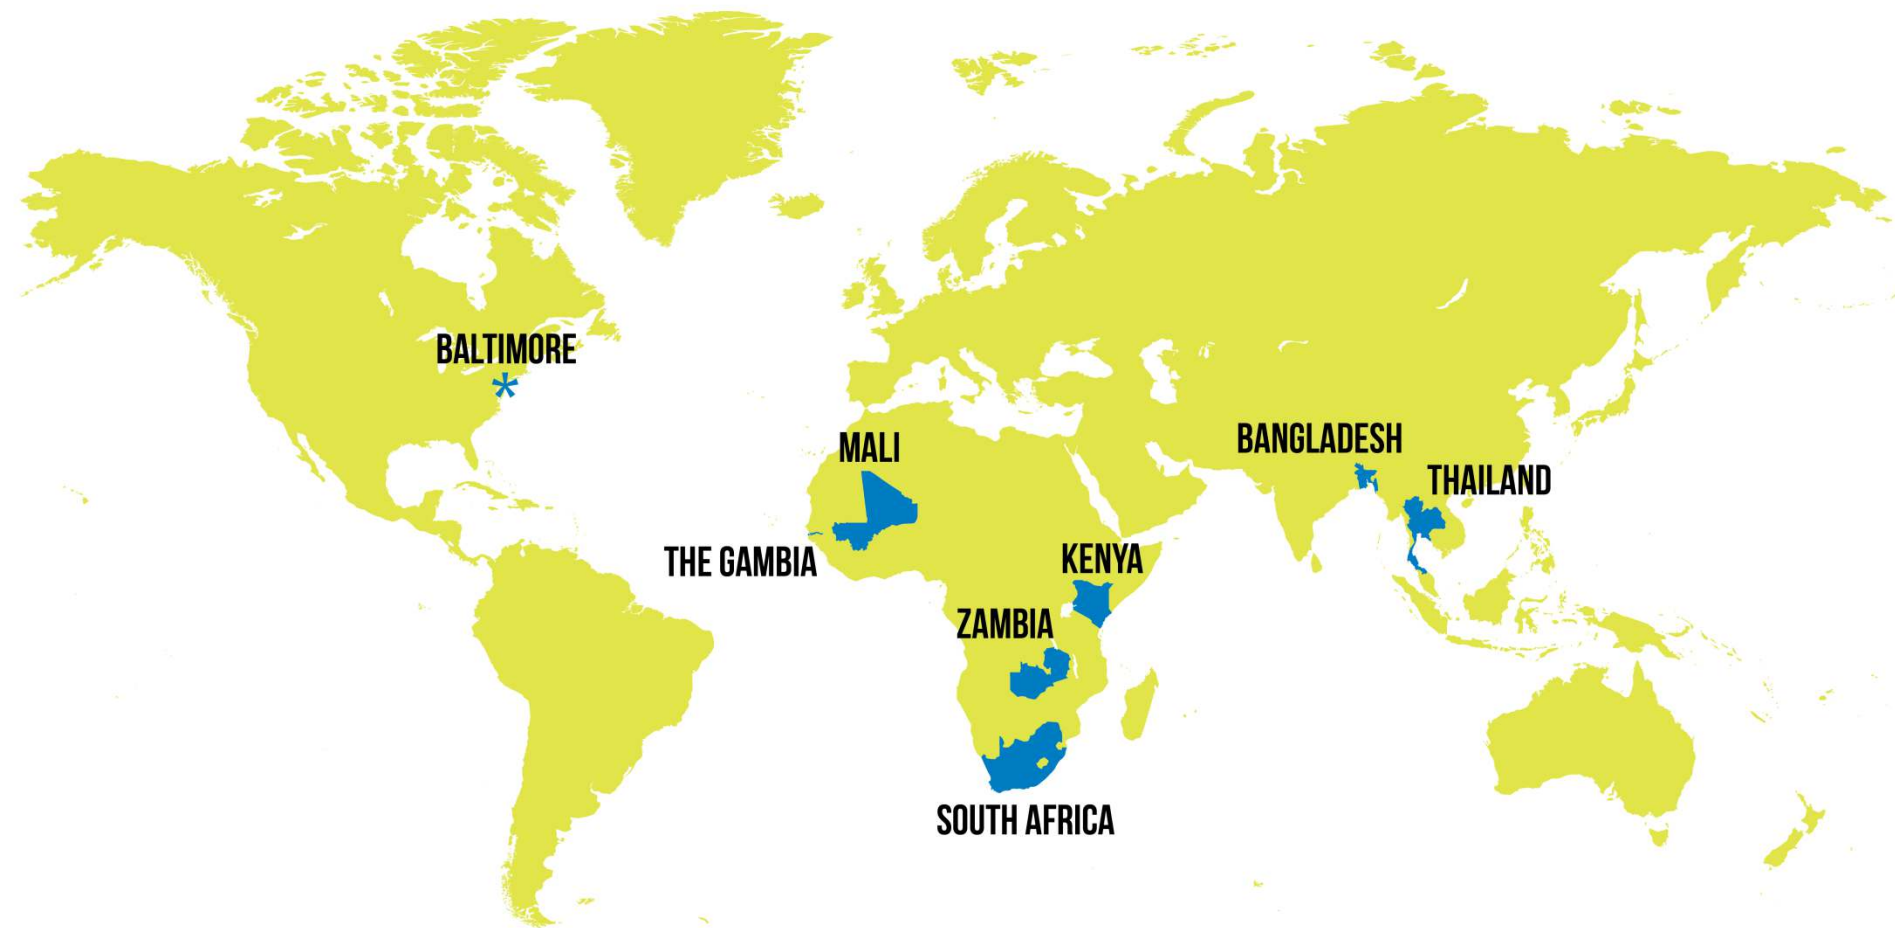 BALTIMORE
*
MALI
BANGLADESH
THAILAND
THE GAMBIA
KENYA
ZAMBIA
SOUTH AFRICA